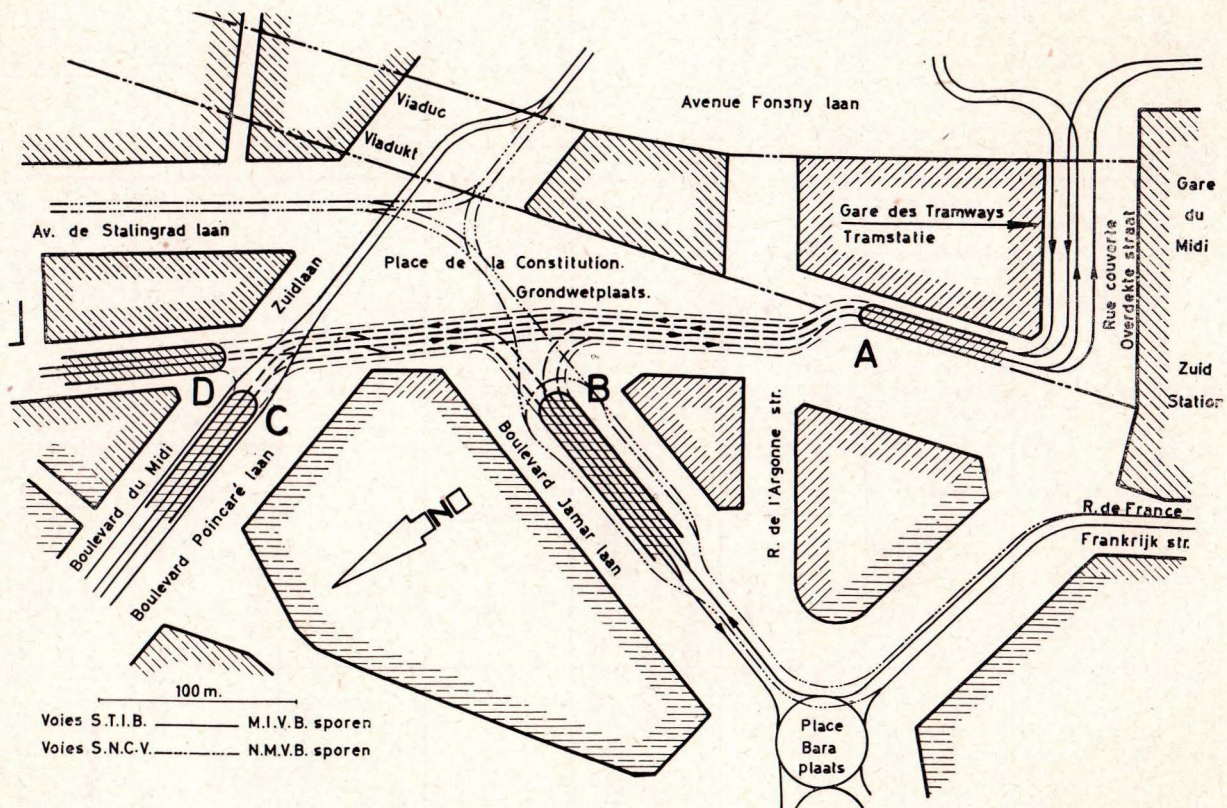 Viaduc
Viadukt
Avenue Fonsny laan
Gare des Tramways
Tramstatie
Gare
du
Midi
Rue couverte
Overdekte straat
Av. de Stalingrad laan
Zuidlaan
Place de la Constitution.
Grondwetplaats.
A
B
C
D
Zuid
Station
Boulevard du Midi
Boulevard Poincaré laan
Boulevard Jamar laan
R. de l'Argonne str.
N
R. de France
Frankrijk str.
100 m.
Voies S.T.I.B. M.I.V.B. sporen
Voies S.N.C.V. N.M.V.B. sporen
Place
Bara
plaats